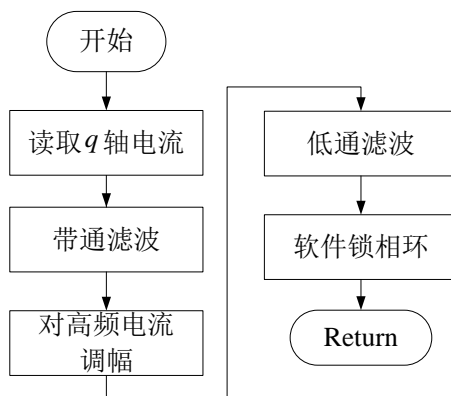 开始
读取q轴电流
带通滤波
对高频电流
调幅
低通滤波
软件锁相环
Return